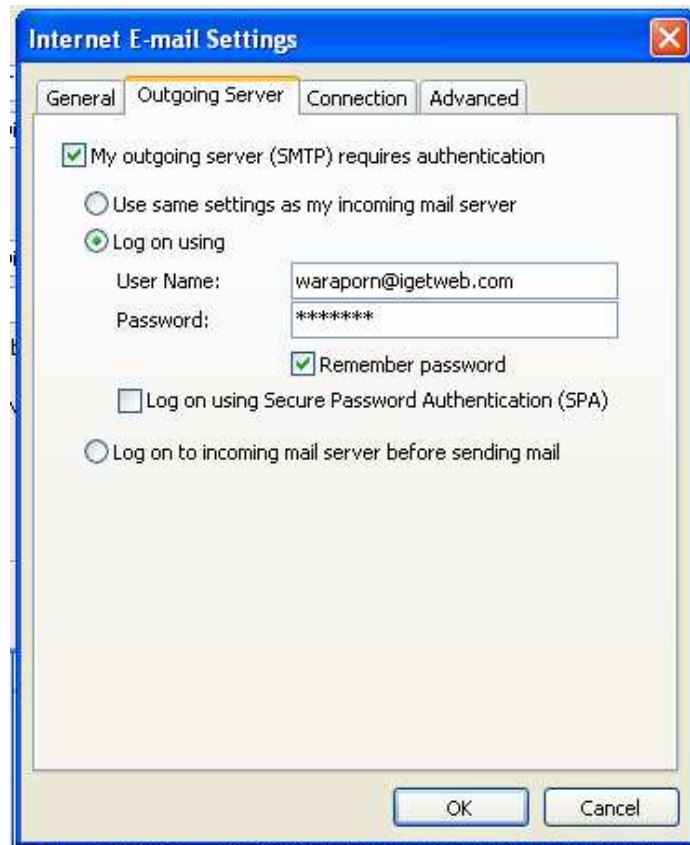 Internet E-mail Settings
General Outgoing Server Connection Advanced
My outgoing server (SMTP) requires authentication
Use same settings as my incoming mail server
Log on using
User Name: waraporn@igetweb.com
Password: *******
Remember password
Log on using Secure Password Authentication (SPA)
Log on to incoming mail server before sending mail
OK Cancel